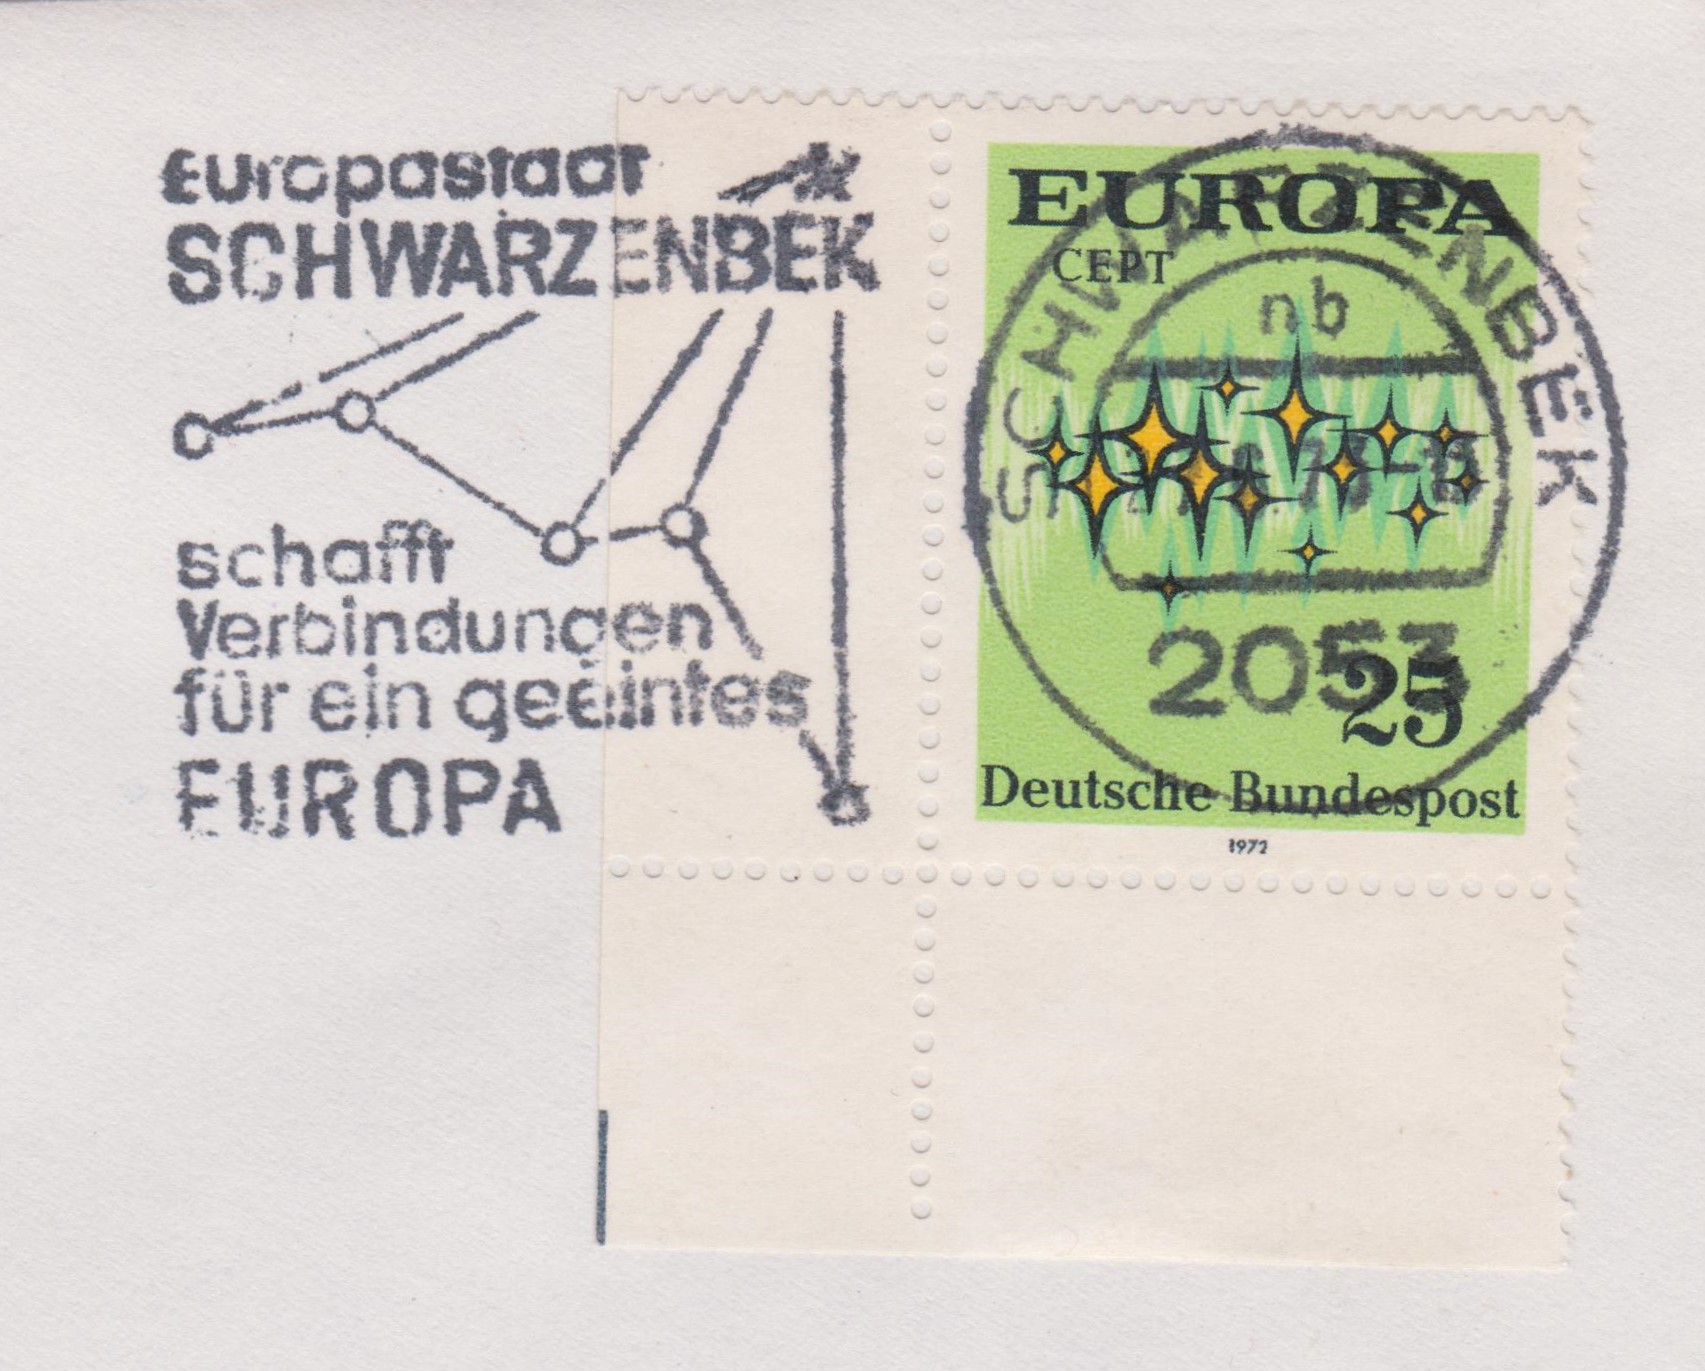 Europastadt
SCHWARZENBEK
schafft
Verbindungen
für ein geeintes
EUROPA
EUROPA
CEPT
25
Deutsche Bundespost
1972
SCHWARZENBEK
nb
2053